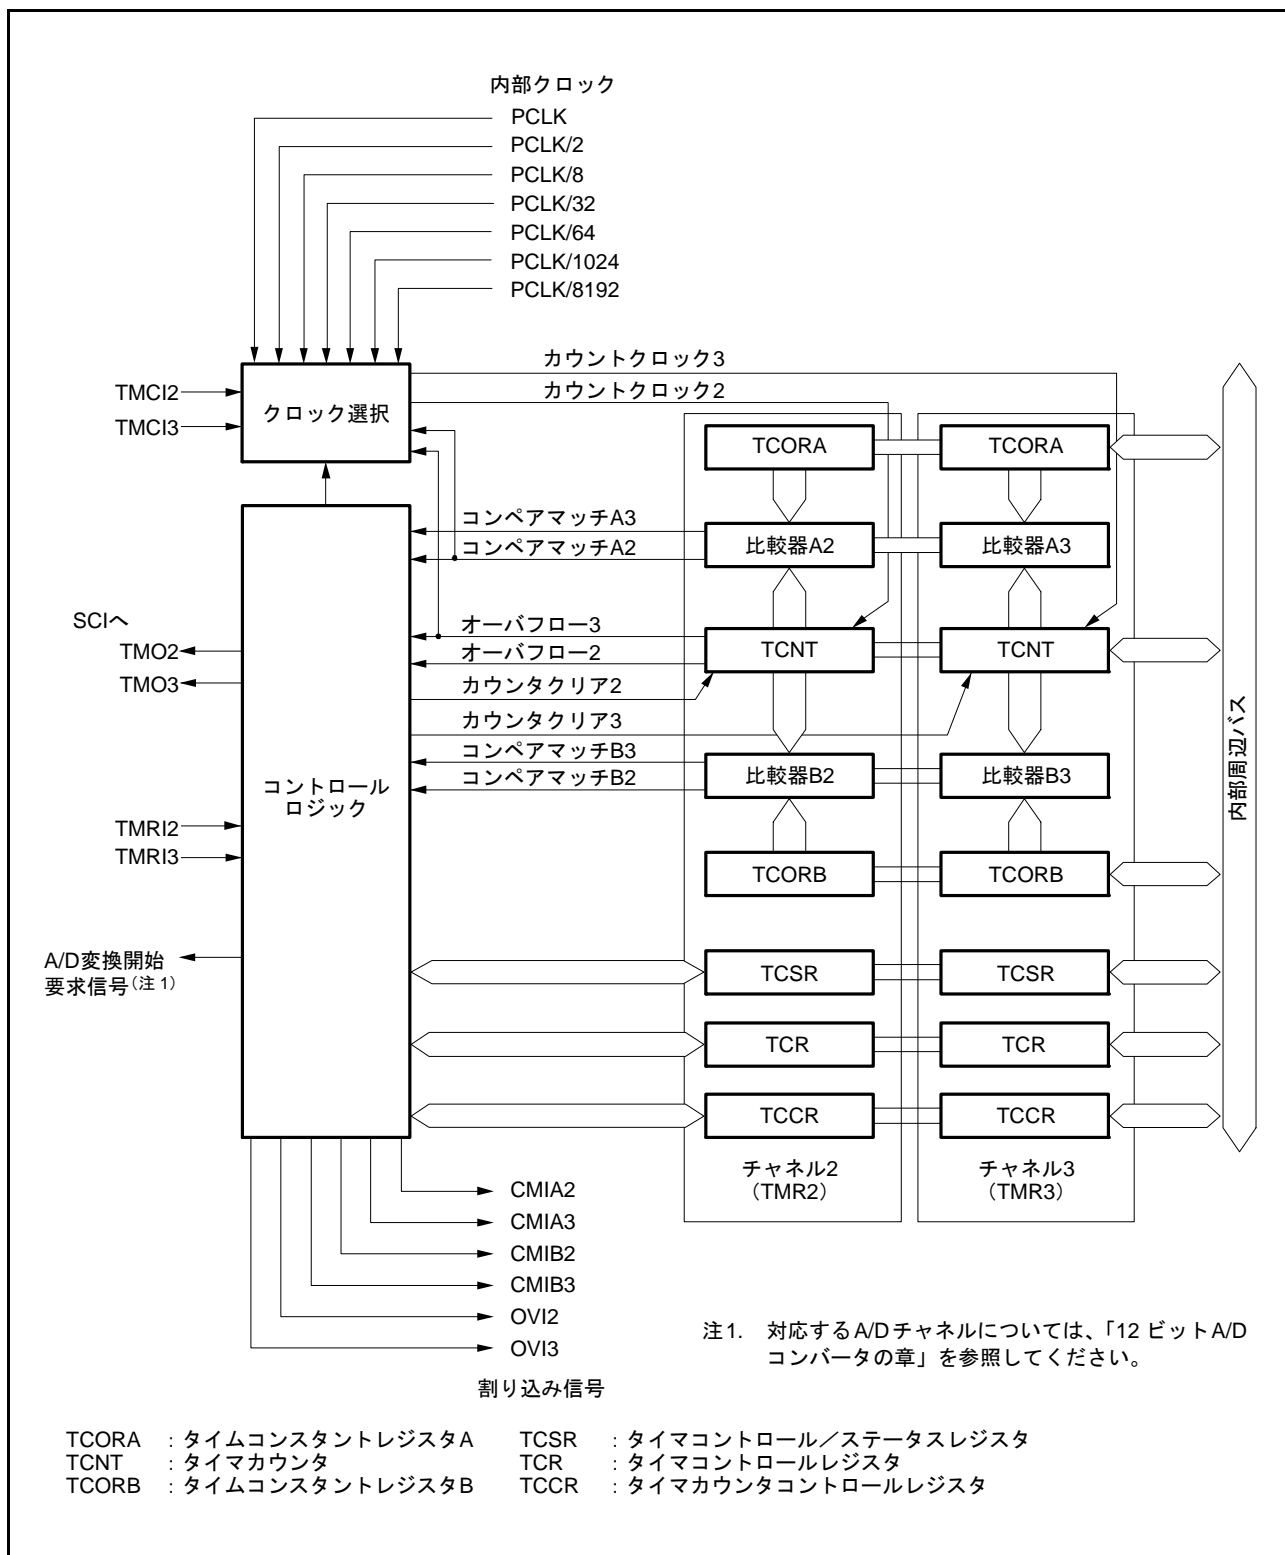 内部クロック
PCLK
PCLK/2
PCLK/8
PCLK/32
PCLK/64
PCLK/1024
PCLK/8192
カウントクロック3
カウントクロック2
TMCI2
TMCI3
クロック選択
TCORA
TCORA
コンペアマッチA3
コンペアマッチA2
比較器A2
比較器A3
SCIへ
TMO2
TMO3
オーバフロー3
オーバフロー2
カウンタクリア2
カウンタクリア3
TCNT
TCNT
コンペアマッチB3
コンペアマッチB2
比較器B2
比較器B3
コントロール
ロジック
TMRI2
TMRI3
TCORB
TCORB
A/D変換開始
要求信号(注 1)
TCSR
TCSR
TCR
TCR
TCCR
TCCR
チャネル2
(TMR2)
チャネル3
(TMR3)
内部周辺バス
CMIA2
CMIA3
CMIB2
CMIB3
OVI2
OVI3
割り込み信号
注1. 対応するA/Dチャネルについては、「12 ビットA/D
コンバータの章」を参照してください。
TCORA : タイムコンスタントレジスタA TCSR : タイマコントロール／ステータスレジスタ
TCNT : タイマカウンタ TCR : タイマコントロールレジスタ
TCORB : タイムコンスタントレジスタB TCCR : タイマカウンタコントロールレジスタ